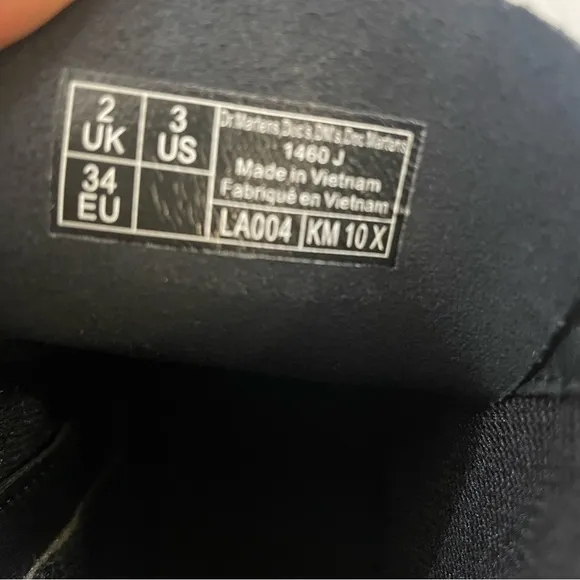 2 UK
3 US
34 EU
Dr.Martens,Doc's,DM's,Doc Martens
1460 J
Made in Vietnam
Fabriqué en Vietnam
LA004
KM 10 X